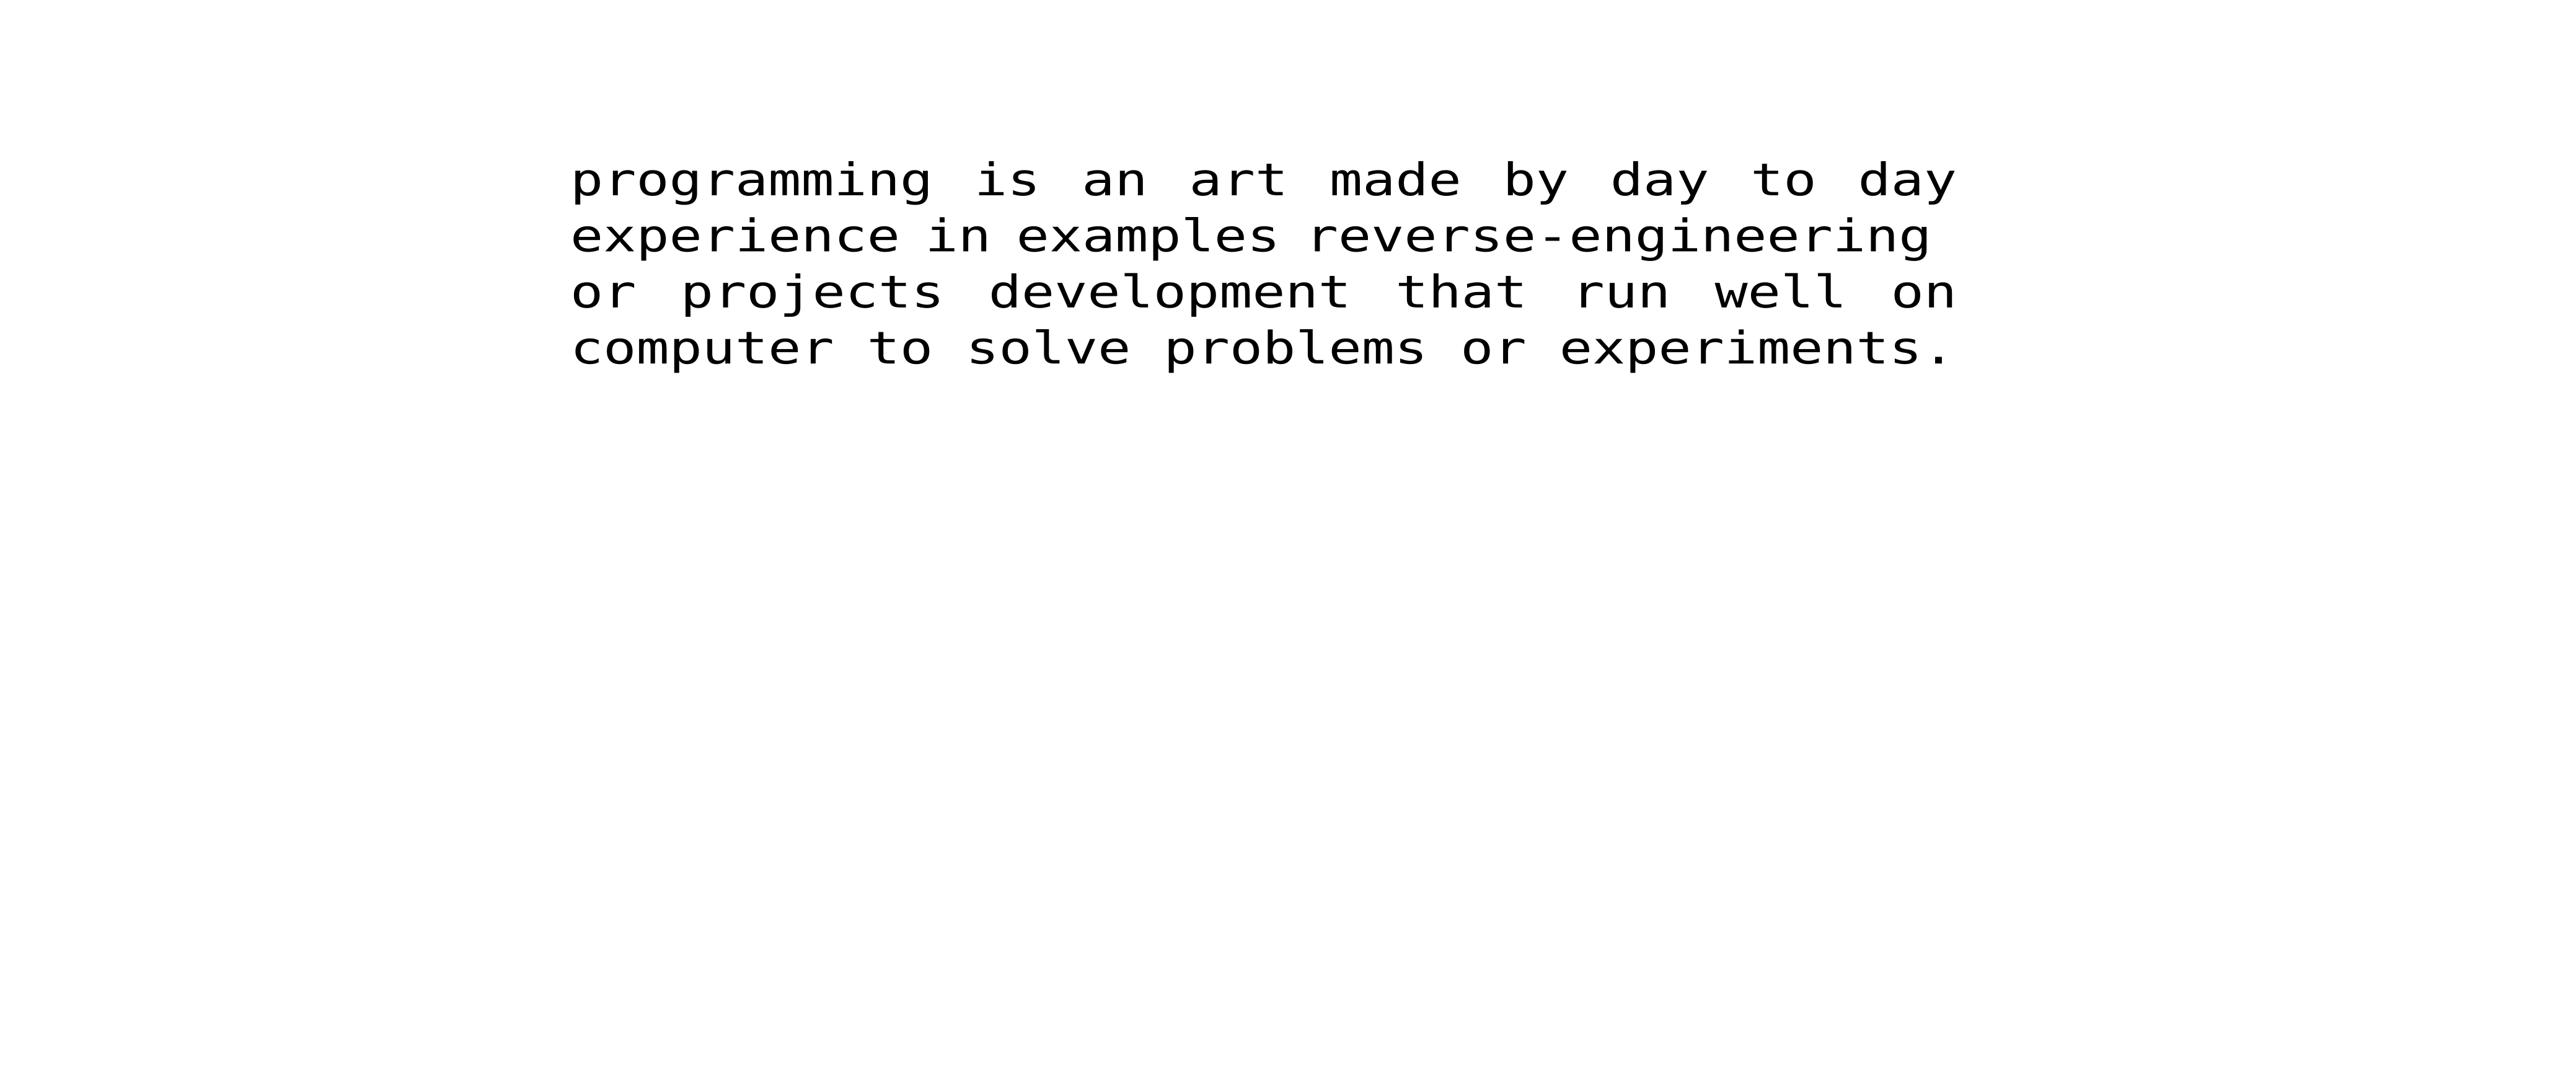 programming is an art made by day to day
experience in examples reverse-engineering
or projects development that run well on
computer to solve problems or experiments.